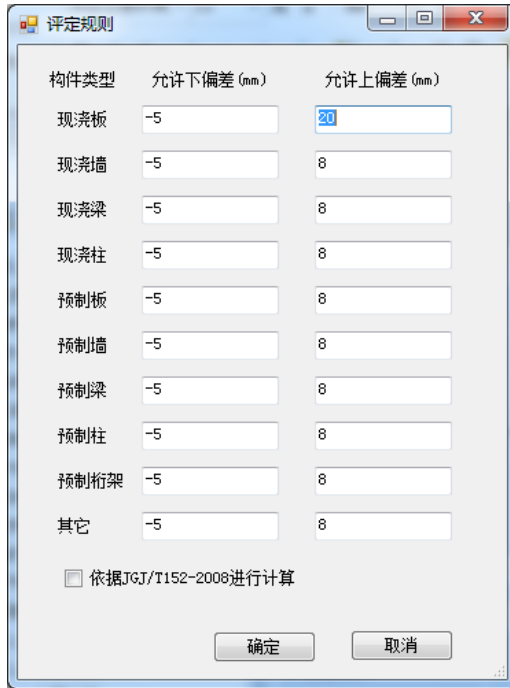 评定规则
构件类型 允许下偏差(mm) 允许上偏差(mm)
现浇板 -5 20
现浇墙 -5 8
现浇梁 -5 8
现浇柱 -5 8
预制板 -5 8
预制墙 -5 8
预制梁 -5 8
预制柱 -5 8
预制桁架 -5 8
其它 -5 8
依据JGJ/T152-2008进行计算
确定 取消